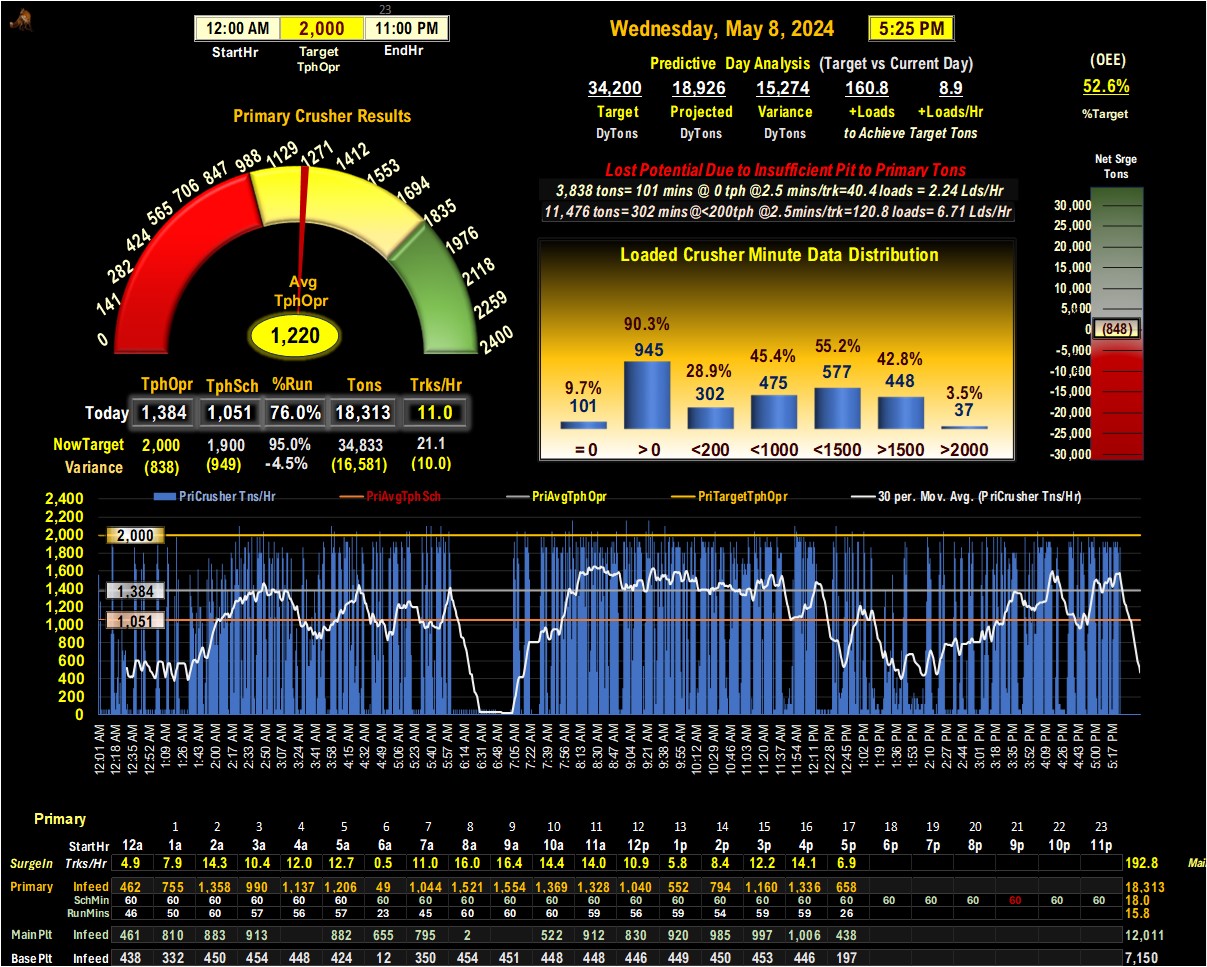 23
12:00 AM 2,000 11:00 PM
StartHr Target TphOpr EndHr
Wednesday, May 8, 2024 5:25 PM
Predictive Day Analysis (Target vs Current Day)
34,200 18,926 15,274 160.8 8.9
Target Projected Variance +Loads +Loads/Hr
DyTons DyTons DyTons to Achieve Target Tons
(OEE)
52.6%
%Target
Primary Crusher Results
0 141 282 424 565 706 847 988 1129 1271 1412 1553 1694 1835 1976 2118 2259 2400
Avg
TphOpr
1,220
Lost Potential Due to Insufficient Pit to Primary Tons
3,838 tons= 101 mins @ 0 tph @2.5 mins/trk=40.4 loads = 2.24 Lds/Hr
11,476 tons= 302 mins@<200tph @2.5mins/trk=120.8 loads= 6.71 Lds/Hr
Net Srge
Tons
30,000
25,000
20,000
15,000
10,000
5,000
0 (848)
-5,000
-10,000
-15,000
-20,000
-25,000
-30,000
Loaded Crusher Minute Data Distribution
9.7% 90.3% 28.9% 45.4% 55.2% 42.8% 3.5%
101 945 302 475 577 448 37
= 0 > 0 <200 <1000 <1500 >1500 >2000
TphOpr TphSch %Run Tons Trks/Hr
Today 1,384 1,051 76.0% 18,313 11.0
NowTarget 2,000 1,900 95.0% 34,833 21.1
Variance (838) (949) -4.5% (16,581) (10.0)
PriCrusher Tns/Hr PriAvgTphSch PriAvgTphOpr PriTargetTphOpr 30 per. Mov. Avg. (PriCrusher Tns/Hr)
2,400
2,200
2,000 2,000
1,800
1,600
1,400 1,384
1,200
1,000 1,051
800
600
400
200
0
12:01 AM 12:18 AM 12:35 AM 12:52 AM 1:09 AM 1:26 AM 1:43 AM 2:00 AM 2:17 AM 2:33 AM 2:50 AM 3:07 AM 3:24 AM 3:41 AM 3:58 AM 4:15 AM 4:32 AM 4:49 AM 5:06 AM 5:23 AM 5:40 AM 5:57 AM 6:14 AM 6:31 AM 6:48 AM 7:05 AM 7:22 AM 7:39 AM 7:56 AM 8:13 AM 8:30 AM 8:47 AM 9:04 AM 9:21 AM 9:38 AM 9:55 AM 10:12 AM 10:29 AM 10:46 AM 11:03 AM 11:20 AM 11:37 AM 11:54 AM 12:11 PM 12:28 PM 12:45 PM 1:02 PM 1:19 PM 1:36 PM 1:53 PM 2:10 PM 2:27 PM 2:44 PM 3:01 PM 3:18 PM 3:35 PM 3:52 PM 4:09 PM 4:26 PM 4:43 PM 5:00 PM 5:17 PM
Primary
1 2 3 4 5 6 7 8 9 10 11 12 13 14 15 16 17 18 19 20 21 22 23
StartHr 12a 1a 2a 3a 4a 5a 6a 7a 8a 9a 10a 11a 12p 1p 2p 3p 4p 5p 6p 7p 8p 9p 10p 11p
SurgeIn Trks/Hr 4.9 7.9 14.3 10.4 12.0 12.7 0.5 11.0 16.0 16.4 14.4 14.0 10.9 5.8 8.4 12.2 14.1 6.9 192.8
Primary Infeed 462 755 1,358 990 1,137 1,206 49 1,044 1,521 1,554 1,369 1,328 1,040 552 794 1,160 1,336 658 18,313
SchMin 60 60 60 60 60 60 60 60 60 60 60 60 60 60 60 60 60 60 60 60 60 60 60 60 18.0
RunMins 46 50 60 57 56 57 23 45 60 60 60 59 56 59 54 59 59 26 15.8
MainPlt Infeed 461 810 883 913 882 655 795 2 522 912 830 920 985 997 1,006 438 12,011
BasePlt Infeed 438 332 450 454 448 424 12 350 454 451 448 448 446 449 450 453 446 197 7,150